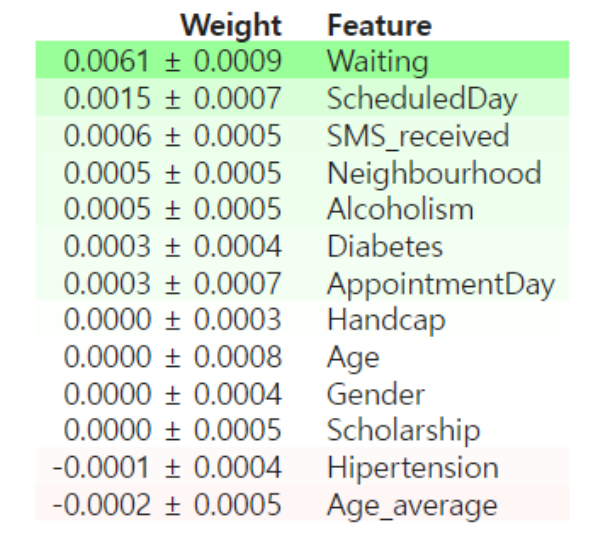 Weight Feature
0.0061 ± 0.0009 Waiting
0.0015 ± 0.0007 ScheduledDay
0.0006 ± 0.0005 SMS_received
0.0005 ± 0.0005 Neighbourhood
0.0005 ± 0.0005 Alcoholism
0.0003 ± 0.0004 Diabetes
0.0003 ± 0.0007 AppointmentDay
0.0000 ± 0.0003 Handcap
0.0000 ± 0.0008 Age
0.0000 ± 0.0004 Gender
0.0000 ± 0.0005 Scholarship
-0.0001 ± 0.0004 Hipertension
-0.0002 ± 0.0005 Age_average